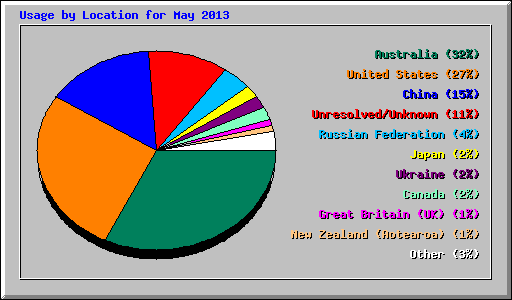 Usage by Location for May 2013
Australia (32%)
United States (27%)
China (15%)
Unresolved/Unknown (11%)
Russian Federation (4%)
Japan (2%)
Ukraine (2%)
Canada (2%)
Great Britain (UK) (1%)
New Zealand (Aotearoa) (1%)
Other (3%)